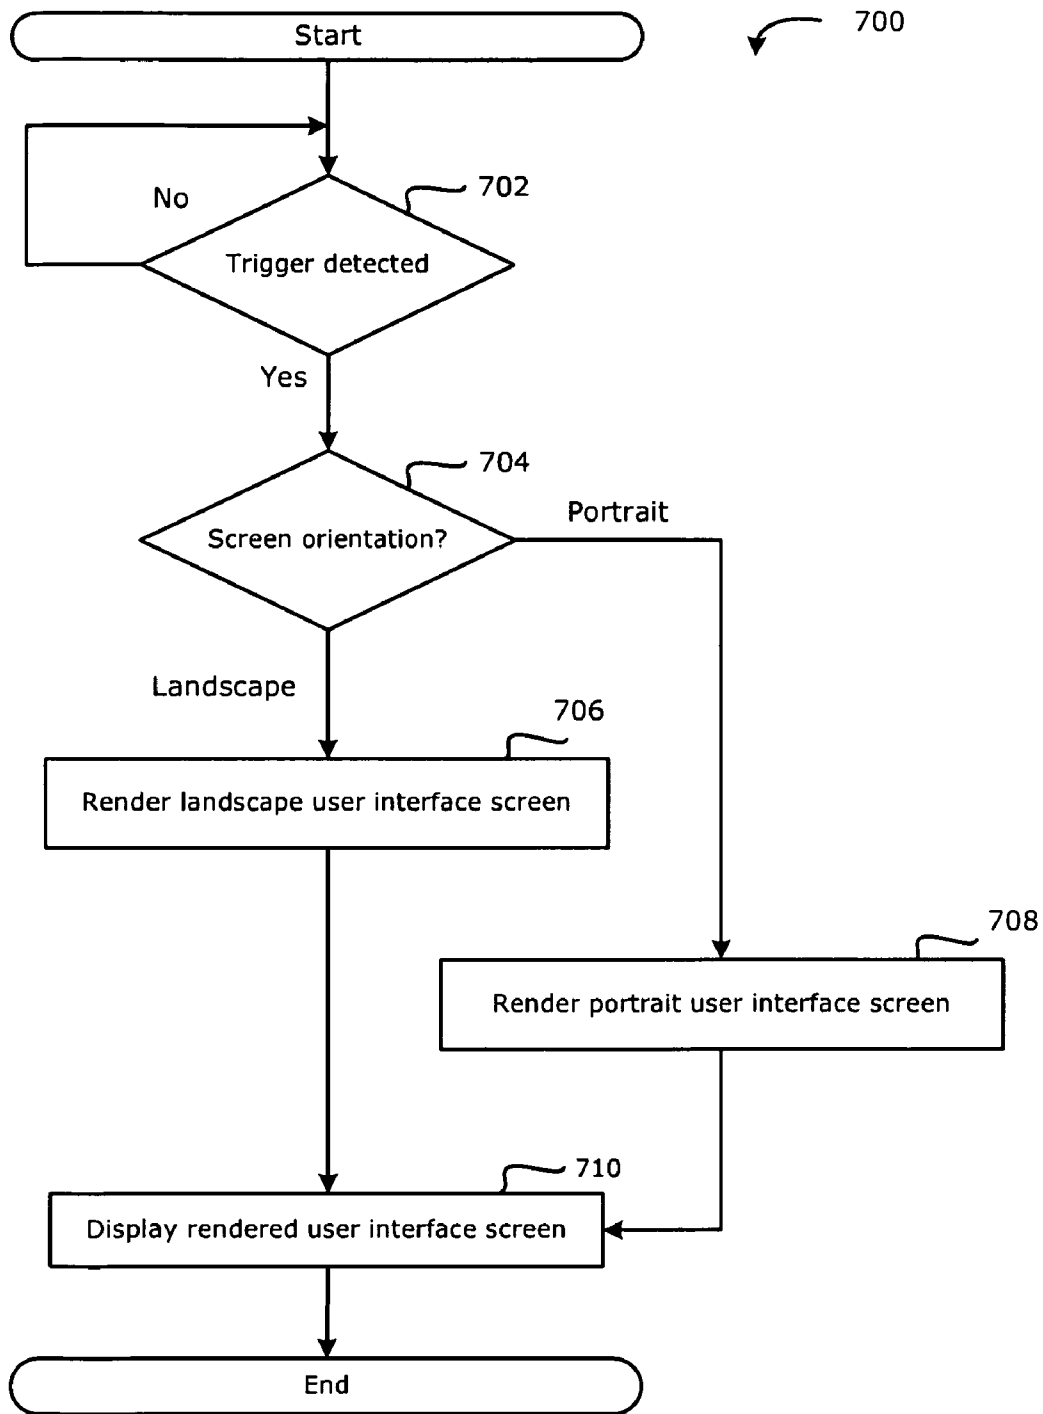 Start
700
No
702
Trigger detected
Yes
704
Portrait
Screen orientation?
Landscape
706
Render landscape user interface screen
708
Render portrait user interface screen
710
Display rendered user interface screen
End